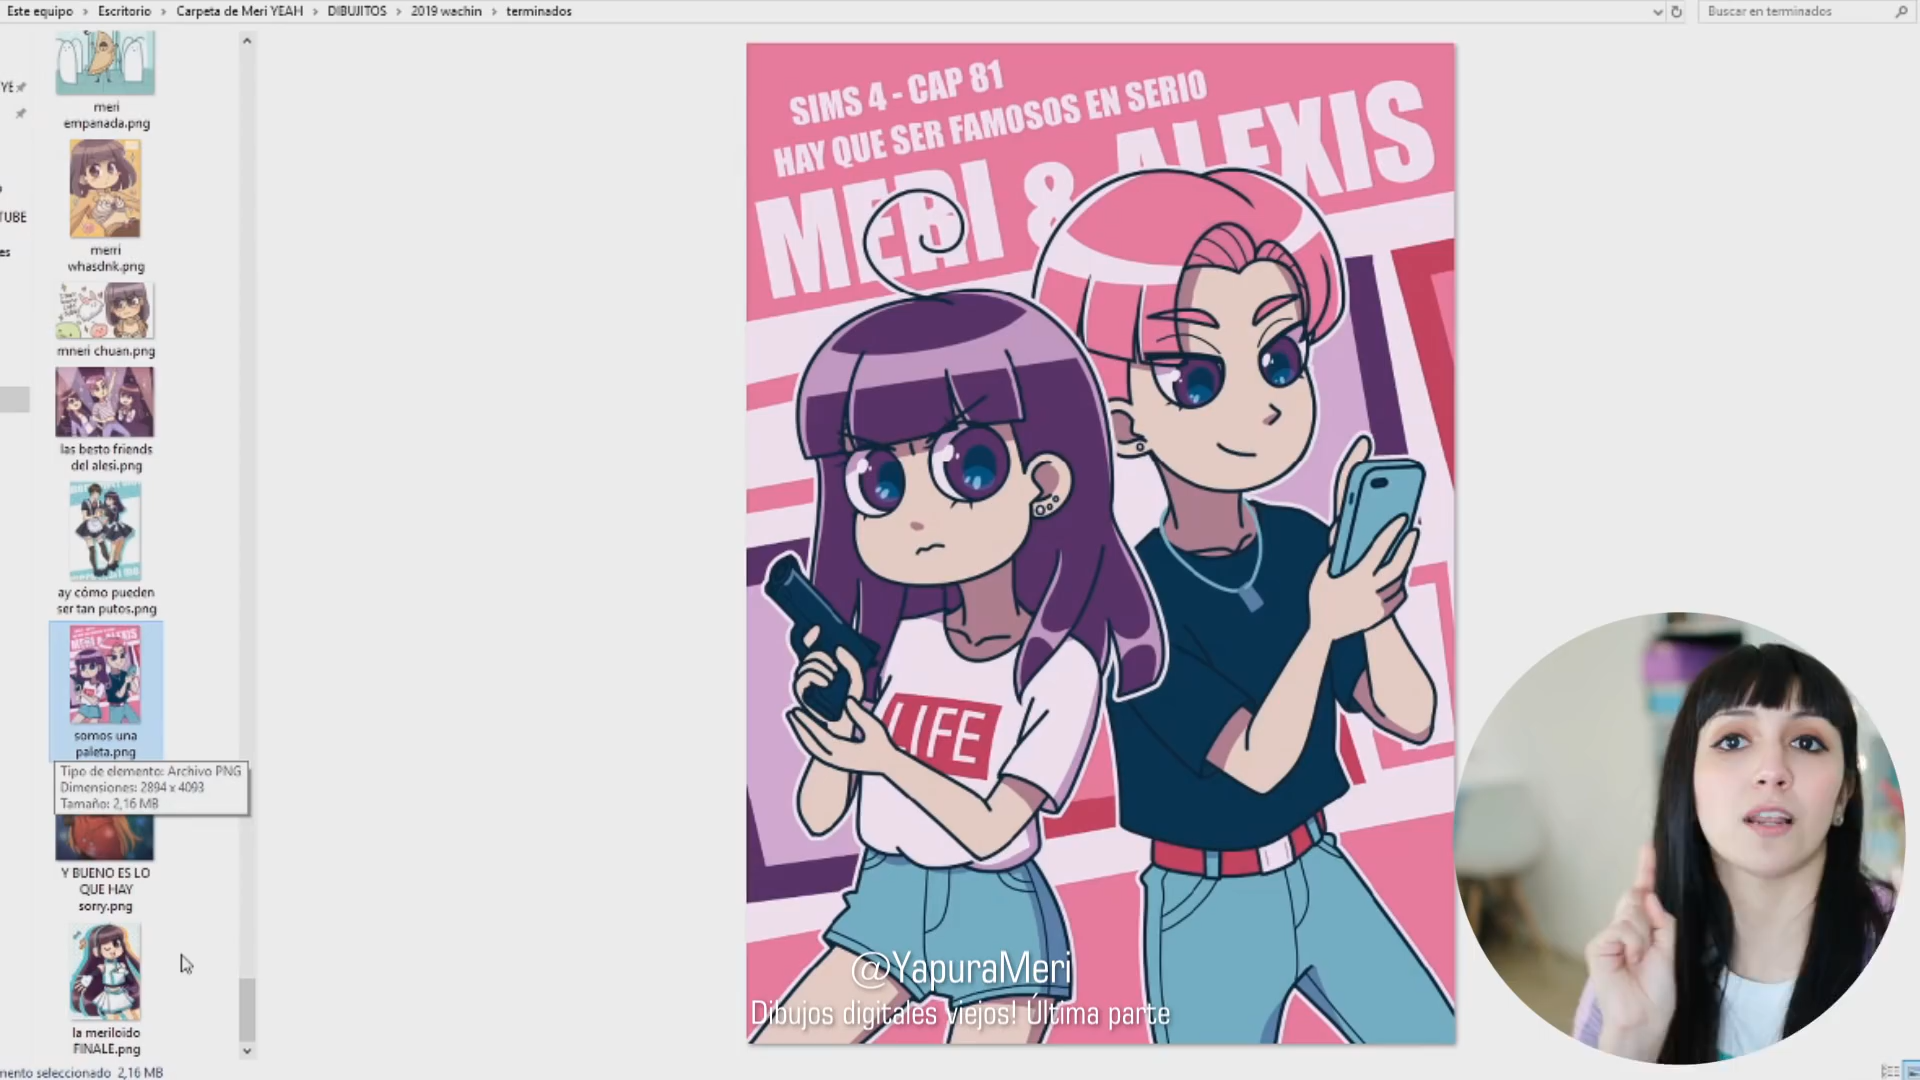 Este equipo > Escritorio > Carpeta de Meri YEAH > DIBUJITOS > 2019 wachin > terminados
Buscar en terminados
meri
empanada.png
merri
whasdnk.png
mneri chuan.png
las besto friends
del alesi.png
ay cómo pueden
ser tan putos.png
somos una
paleta.png
Tipo de elemento: Archivo PNG
Dimensiones: 2894 x 4093
Tamaño: 2,16 MB
Y BUENO ES LO
QUE HAY
sorry.png
la meriloido
FINALE.png
mento seleccionado 2,16 MB
YE
TUBE
es
SIMS 4 - CAP 81
HAY QUE SER FAMOSOS EN SERIO
MERI & ALEXIS
LIFE
@YapuraMeri
Dibujos digitales viejos! Última parte